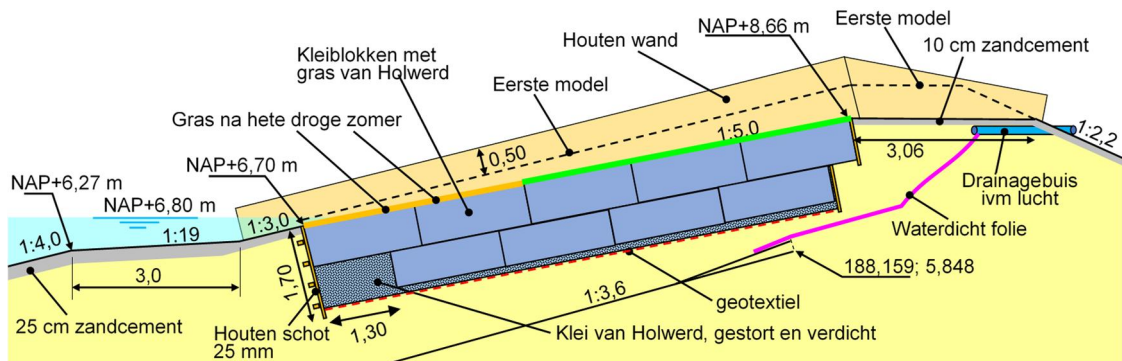 Eerste model
NAP+8,66 m
10 cm zandcement
Houten wand
Kleiblokken met
gras van Holwerd
Eerste model
Gras na hete droge zomer
0,50
1:5,0
1:2,2
3,06
NAP+6,70 m
NAP+6,27 m
NAP+6,80 m
Drainagebuis
ivm lucht
1:3,0
1:19
1:4,0
Waterdicht folie
1,70
3,0
188,159; 5,848
1:3,6
geotextiel
25 cm zandcement
Houten schot
25 mm
1,30
Klei van Holwerd, gestort en verdicht